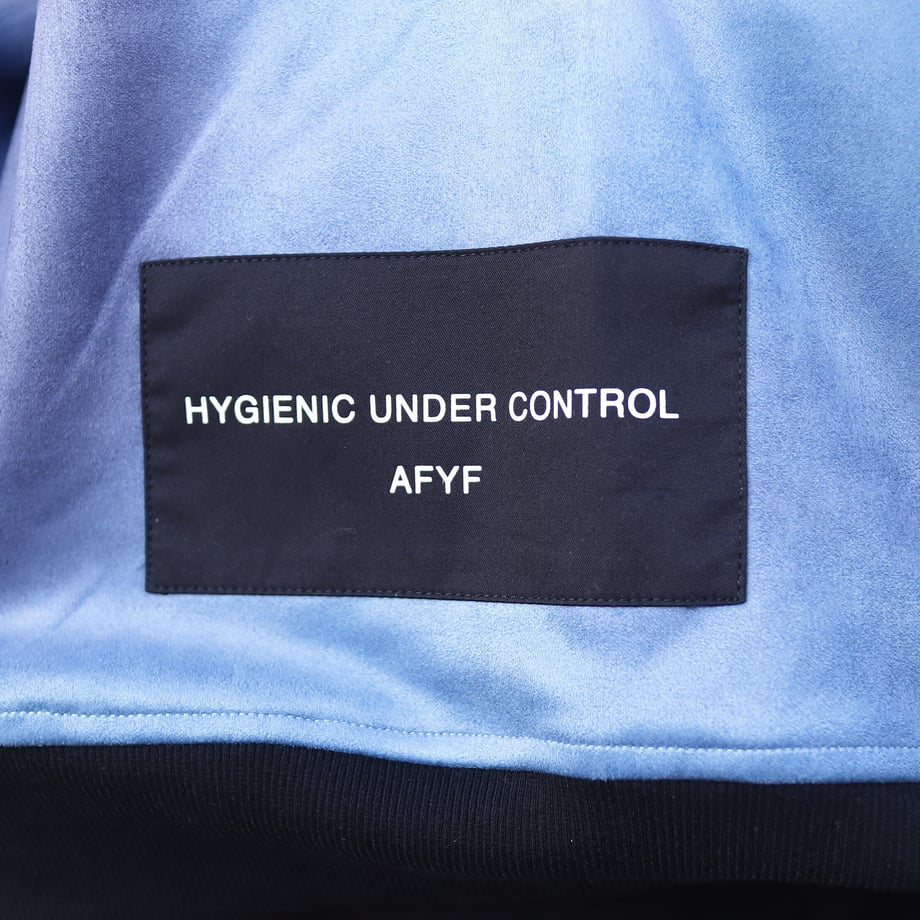 HYGIENIC UNDER CONTROL
AFYF